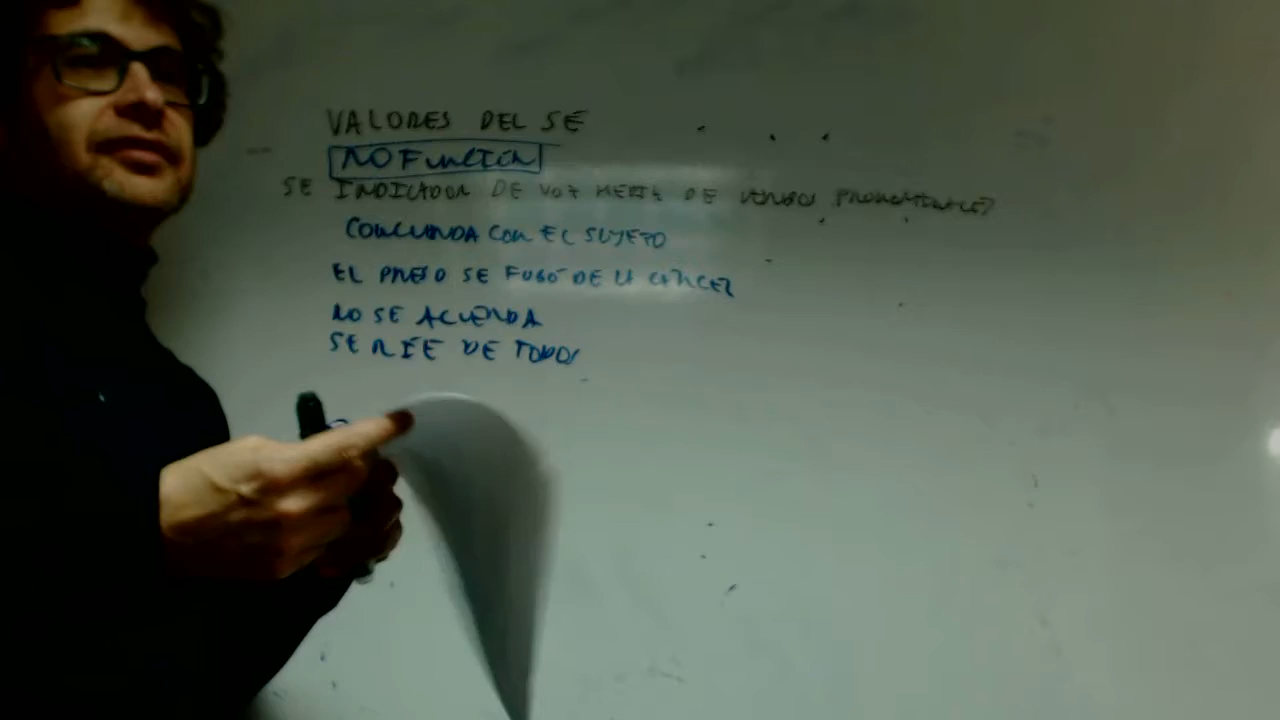 VALORES DEL SE
NO FUNCIÓN
SE INDICADOR DE VOZ MEDIA DE VERBOS PRONOMINALES
CONCUERDA CON EL SUJETO
EL PRESO SE FUGÓ DE LA CÁRCEL
NO SE ACUERDA
SE RÍE DE TODOS